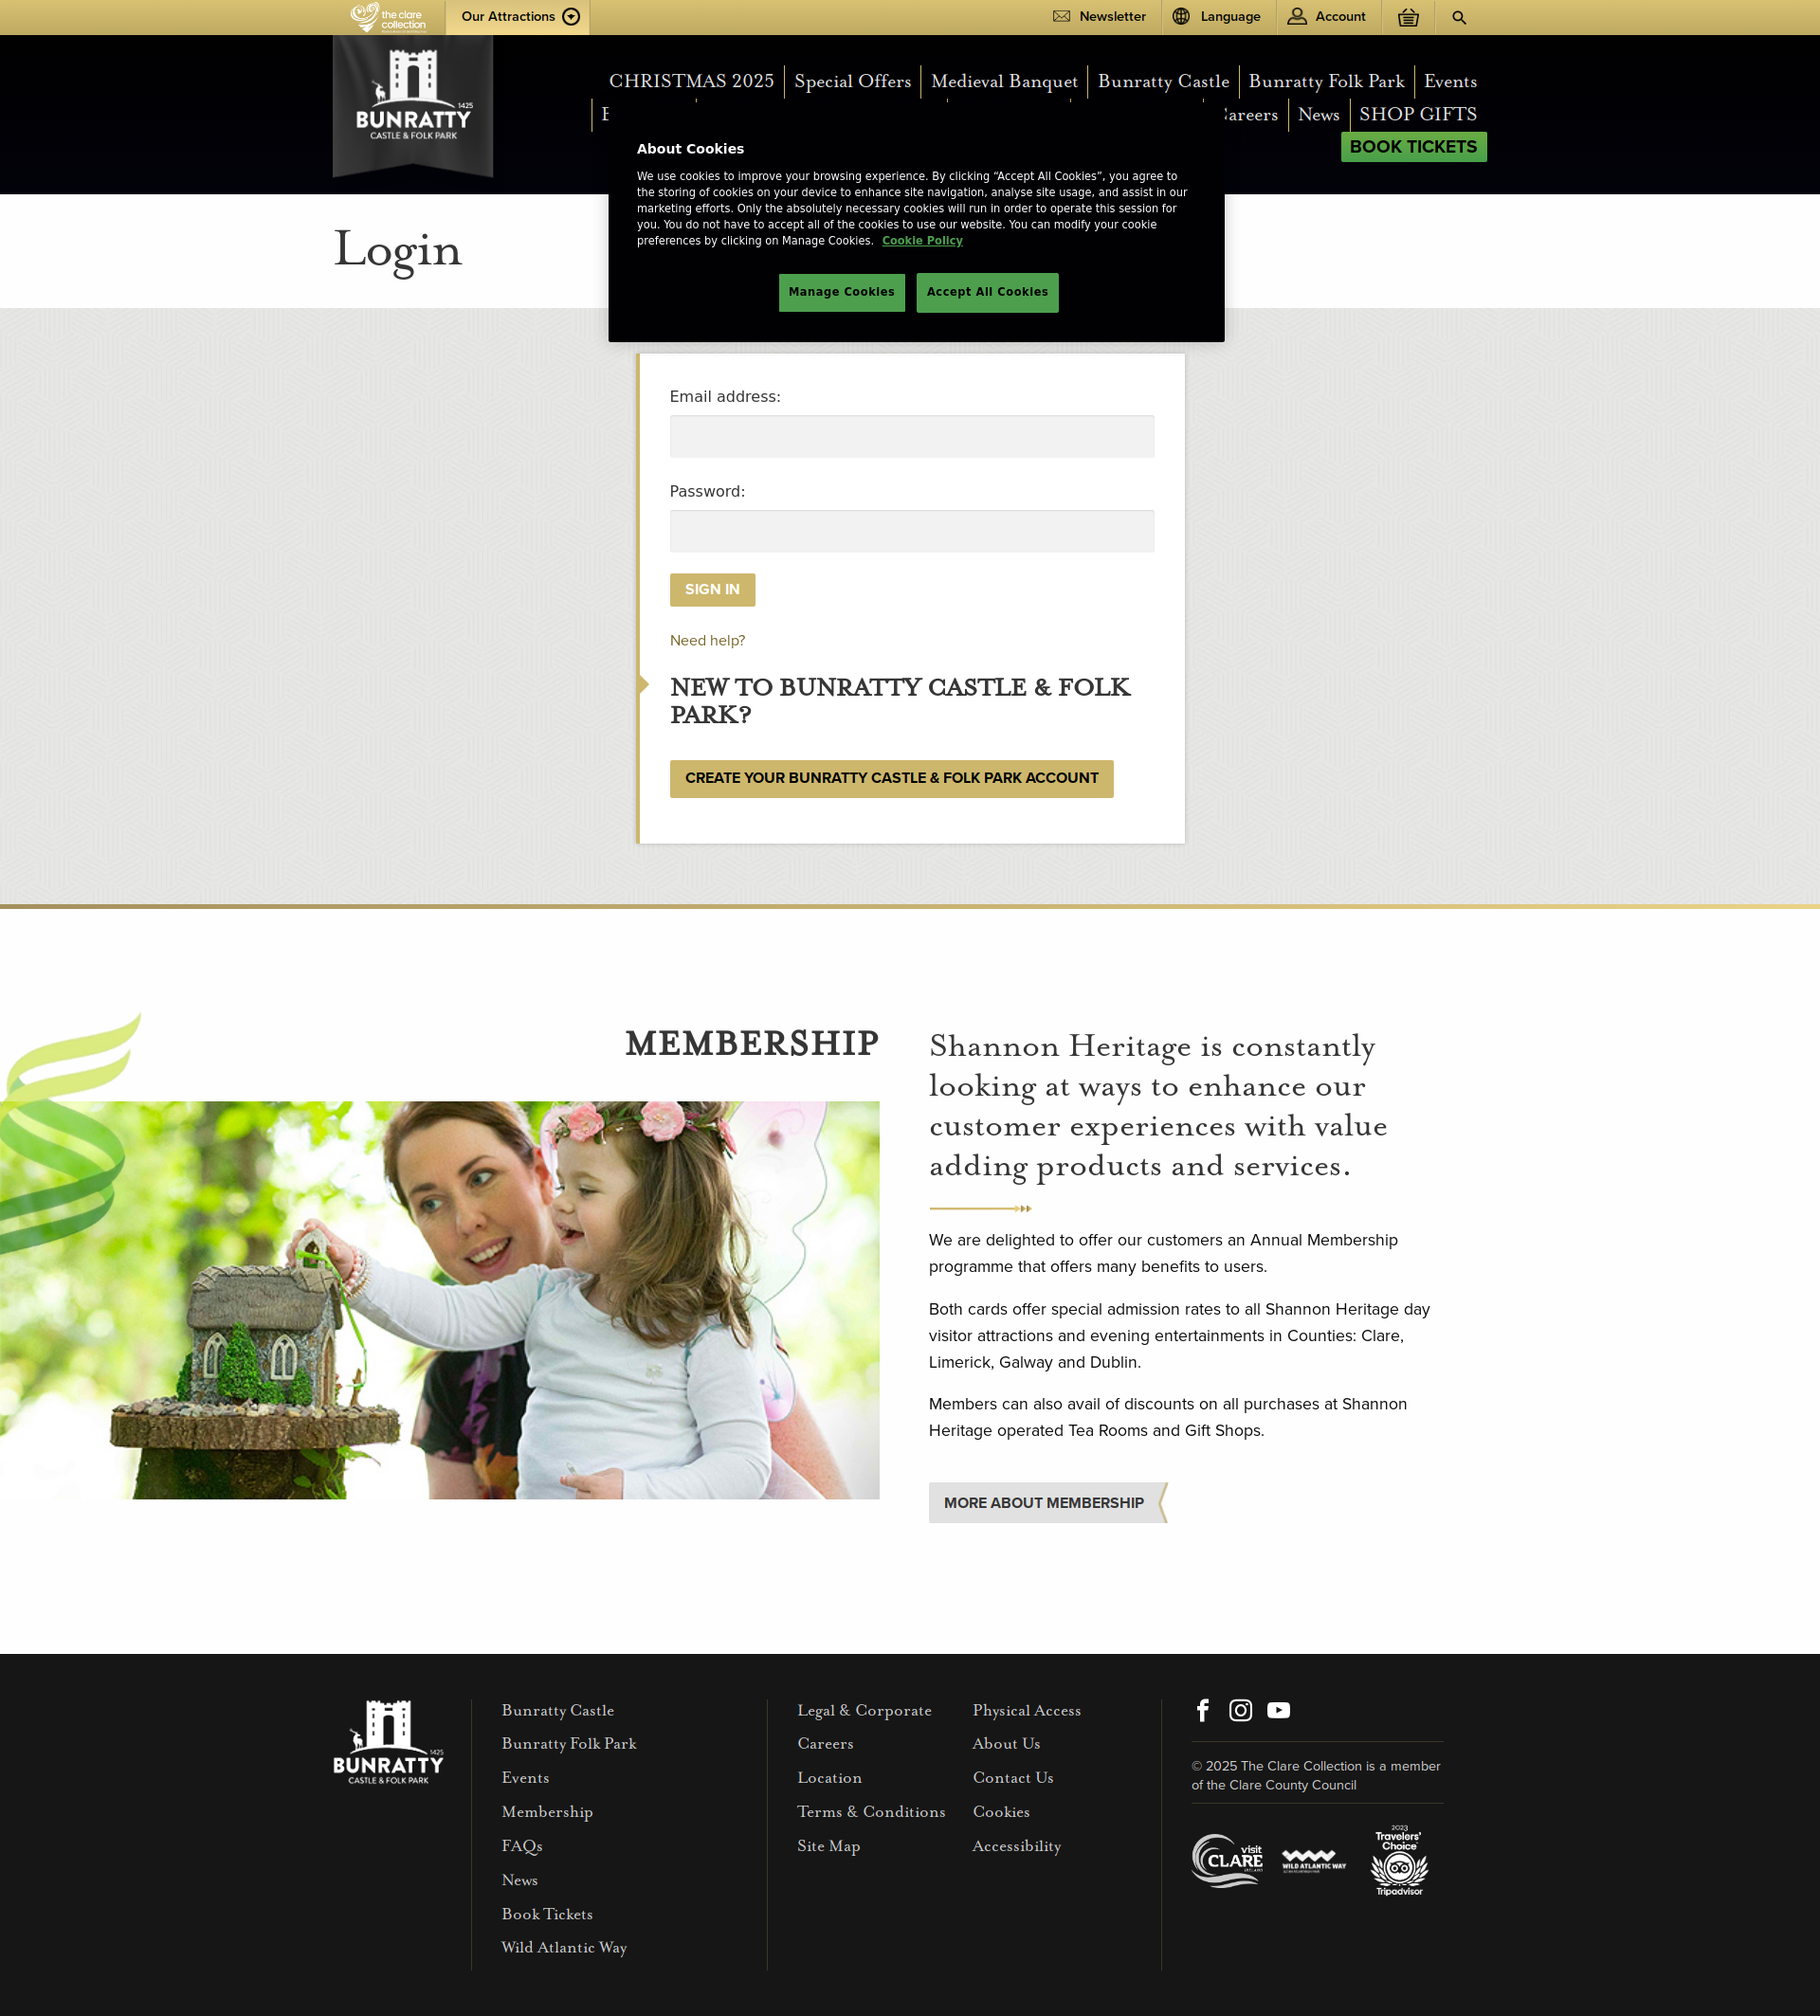 the clare
collection
Our Attractions
Newsletter
Language
Account
BUNRATTY
1425
CASTLE & FOLK PARK
CHRISTMAS 2025
Special Offers
Medieval Banquet
Bunratty Castle
Bunratty Folk Park
Events
Careers
News
SHOP GIFTS
BOOK TICKETS
About Cookies
We use cookies to improve your browsing experience. By clicking “Accept All Cookies”, you agree to
the storing of cookies on your device to enhance site navigation, analyse site usage, and assist in our
marketing efforts. Only the absolutely necessary cookies will run in order to operate this session for
you. You do not have to accept all of the cookies to use our website. You can modify your cookie
preferences by clicking on Manage Cookies. Cookie Policy
Manage Cookies
Accept All Cookies
Login
Email address:
Password:
SIGN IN
Need help?
NEW TO BUNRATTY CASTLE & FOLK
PARK?
CREATE YOUR BUNRATTY CASTLE & FOLK PARK ACCOUNT
MEMBERSHIP
Shannon Heritage is constantly
looking at ways to enhance our
customer experiences with value
adding products and services.
We are delighted to offer our customers an Annual Membership
programme that offers many benefits to users.
Both cards offer special admission rates to all Shannon Heritage day
visitor attractions and evening entertainments in Counties: Clare,
Limerick, Galway and Dublin.
Members can also avail of discounts on all purchases at Shannon
Heritage operated Tea Rooms and Gift Shops.
MORE ABOUT MEMBERSHIP
BUNRATTY
1425
CASTLE & FOLK PARK
Bunratty Castle
Bunratty Folk Park
Events
Membership
FAQs
News
Book Tickets
Wild Atlantic Way
Legal & Corporate
Careers
Location
Terms & Conditions
Site Map
Physical Access
About Us
Contact Us
Cookies
Accessibility
© 2025 The Clare Collection is a member
of the Clare County Council
visit
CLARE
WILD ATLANTIC WAY
2023
Travelers'
Choice
Tripadvisor